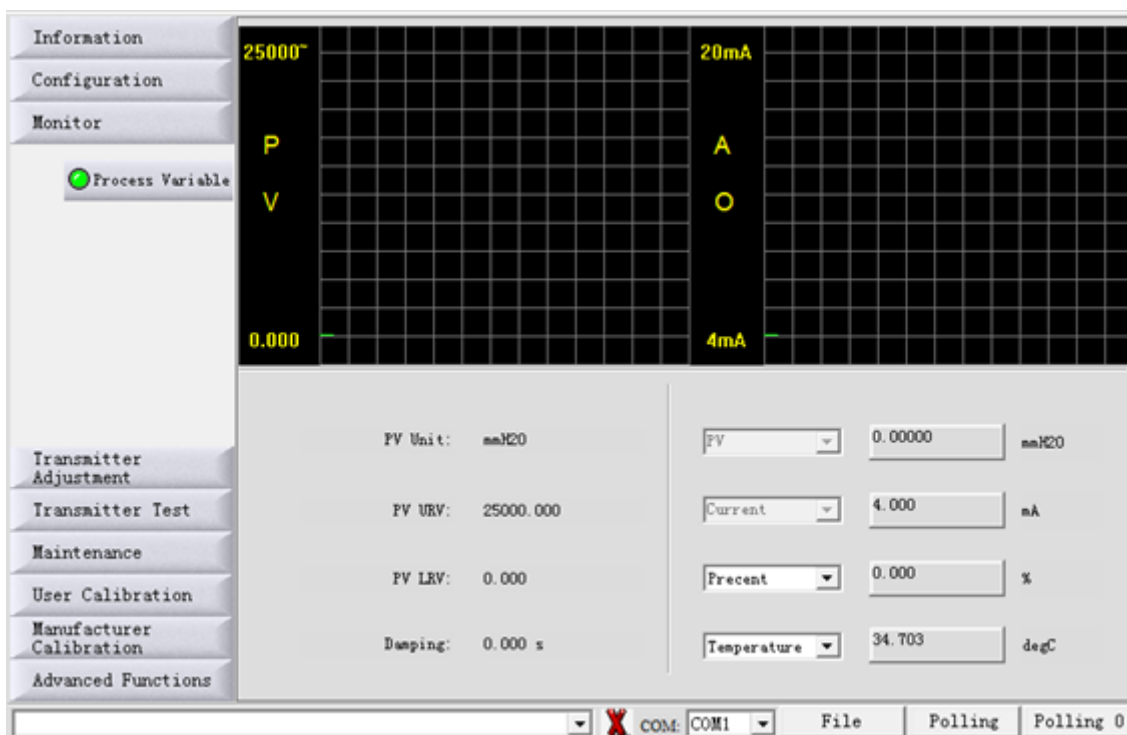 Information
Configuration
Monitor
Process Variable
Transmitter
Adjustment
Transmitter Test
Maintenance
User Calibration
Manufacturer
Calibration
Advanced Functions
25000~
P
V
0.000
20mA
A
O
4mA
PV Unit: mmH2O
PV URV: 25000.000
PV LRV: 0.000
Damping: 0.000 s
PV 0.00000 mmH2O
Current 4.000 mA
Precent 0.000 %
Temperature 34.703 degC
X COM: COM1 File Polling Polling 0